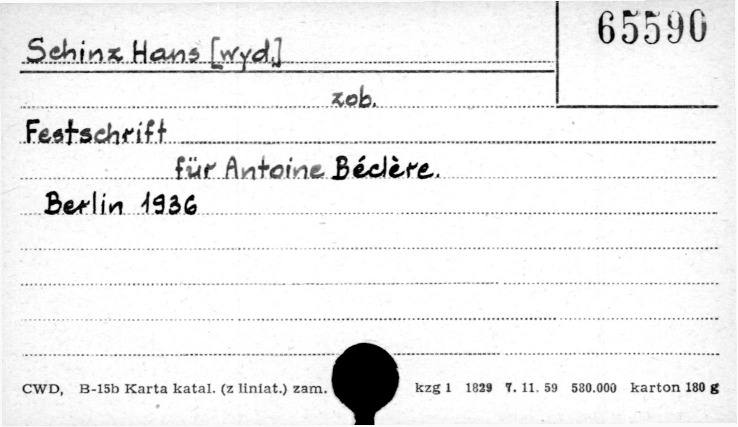 65590
Schinz Hans [wyd.]
zob.
Festschrift
für Antoine Béclère.
Berlin 1936
CWD, B-15b Karta katal. (z liniat.) zam. kzg 1 1829 7. 11. 59 580.000 karton 180 g